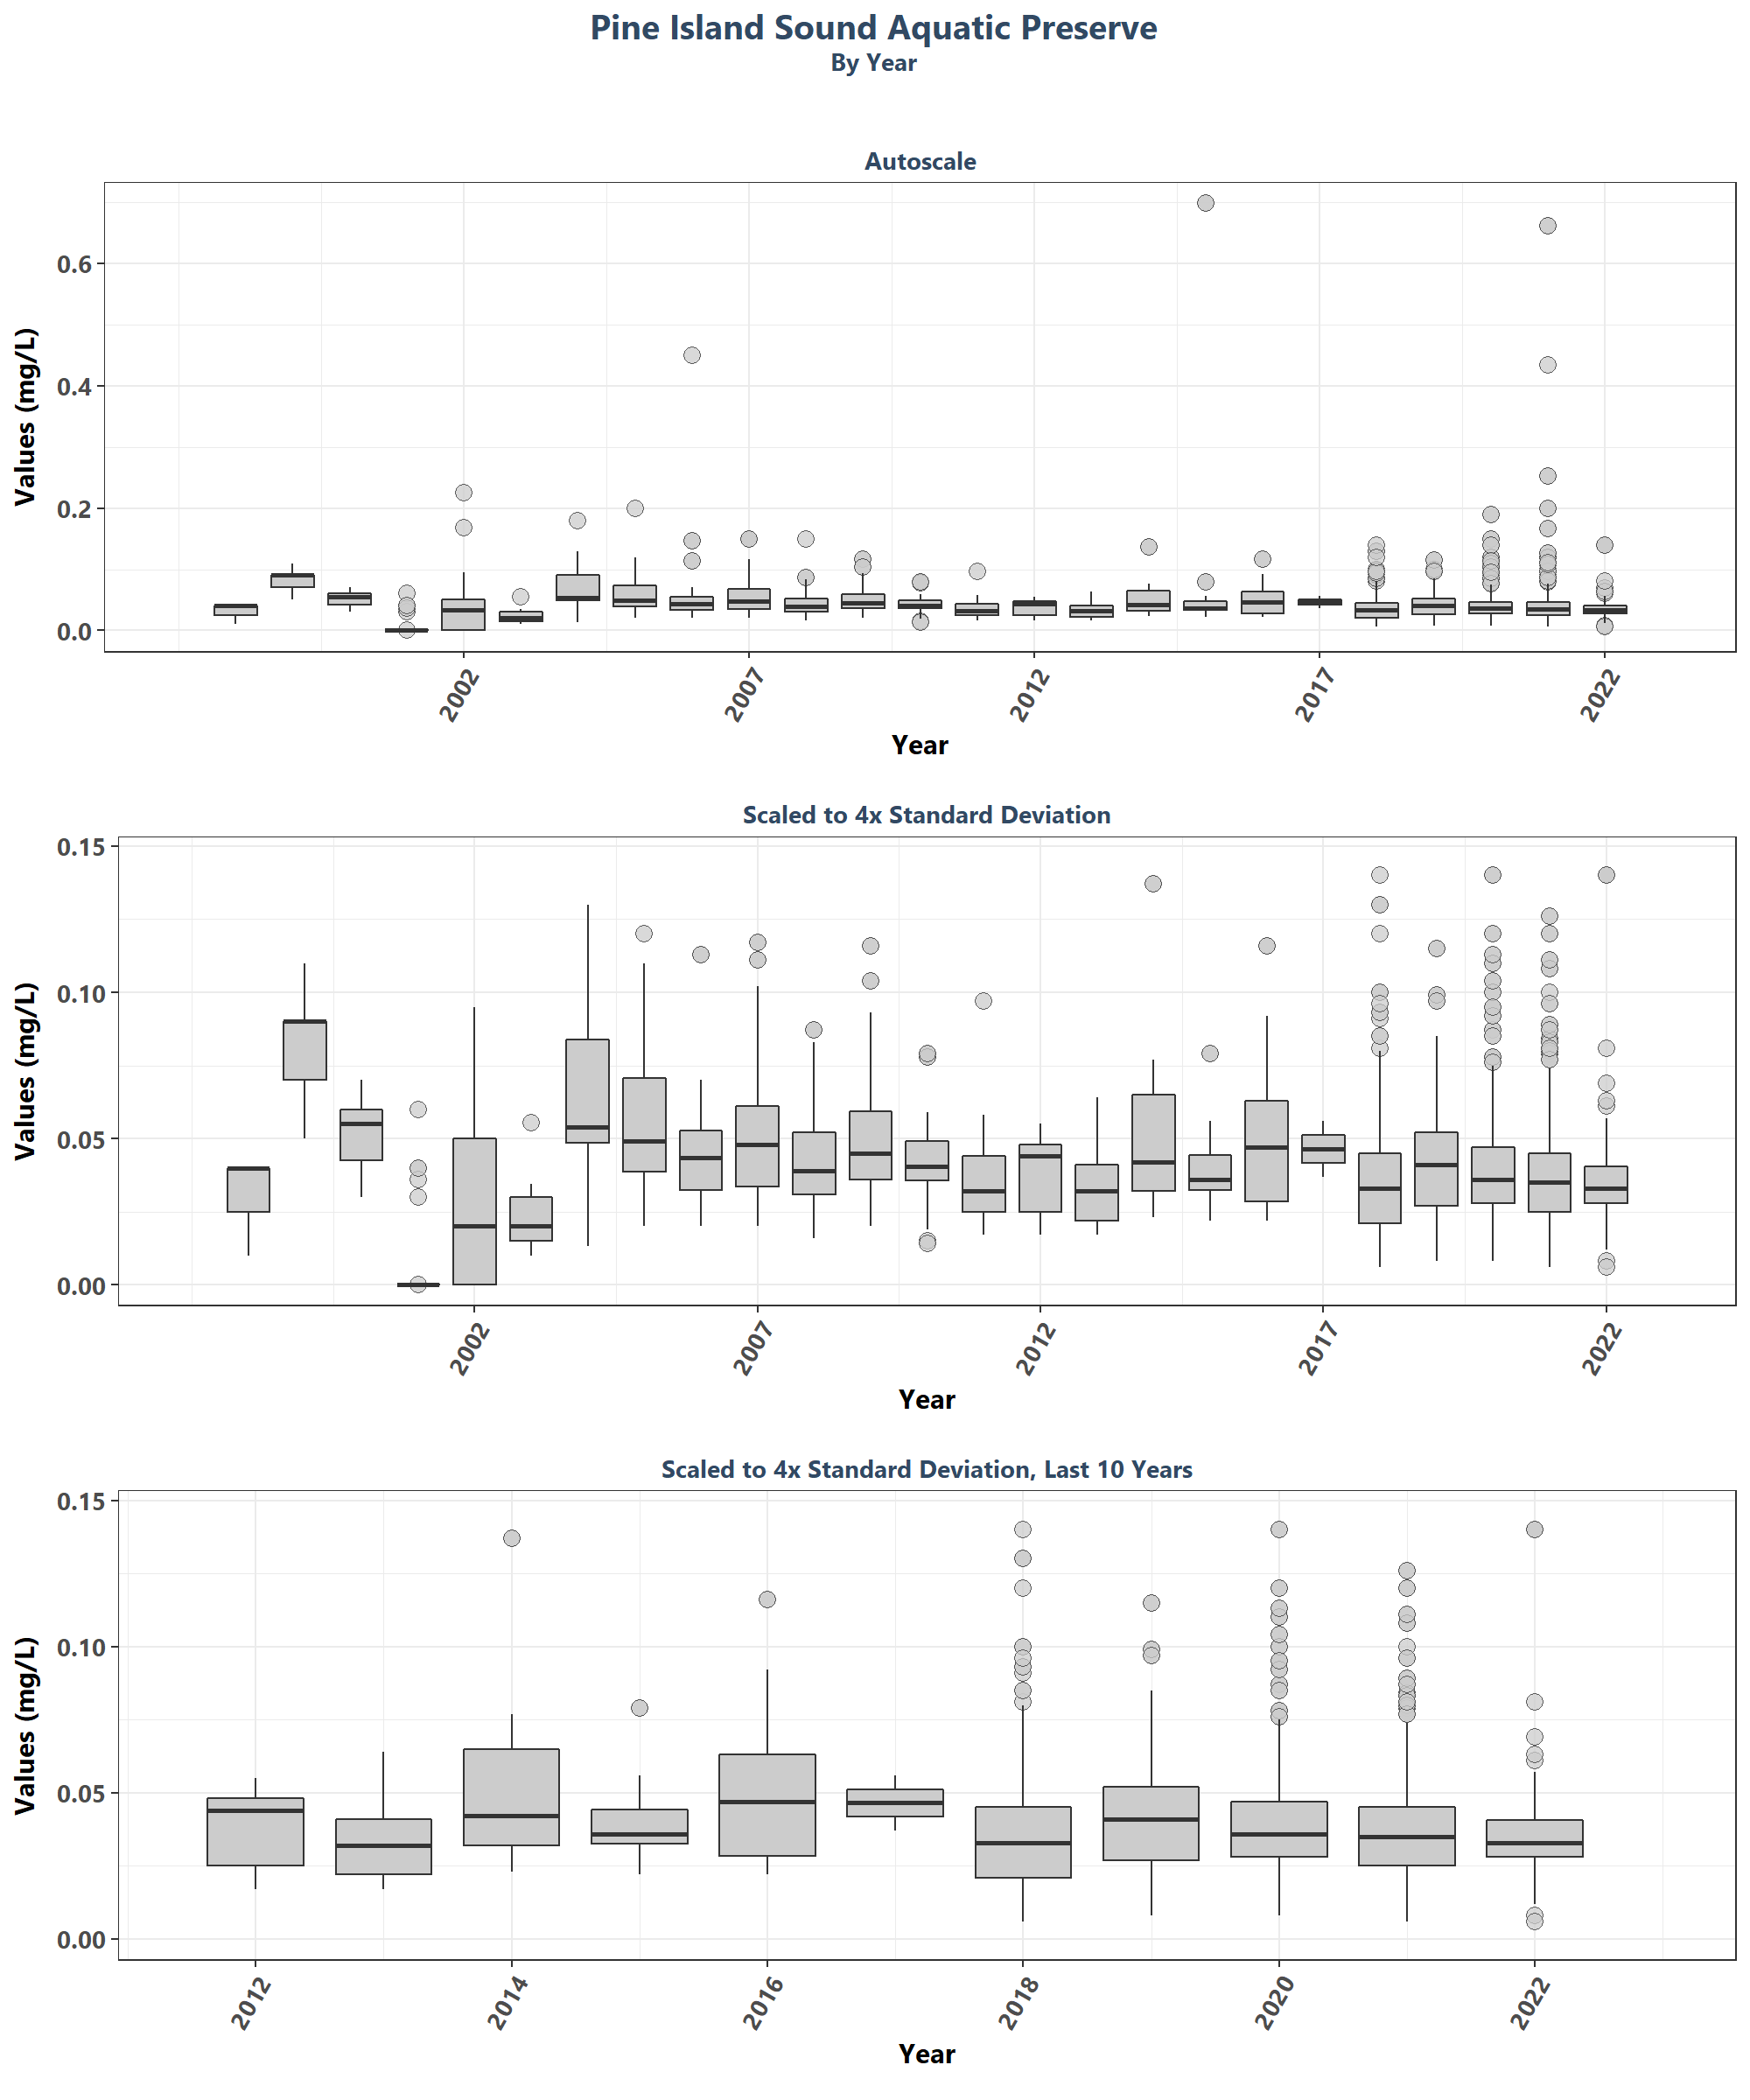 Pine Island Sound Aquatic Preserve
By Year
Autoscale
Values (mg/L)
0.6
0.4
0.2
0.0
2002
2007
2012
2017
2022
Year
Scaled to 4x Standard Deviation
Values (mg/L)
0.15
0.10
0.05
0.00
2002
2007
2012
2017
2022
Year
Scaled to 4x Standard Deviation, Last 10 Years
Values (mg/L)
0.15
0.10
0.05
0.00
2012
2014
2016
2018
2020
2022
Year